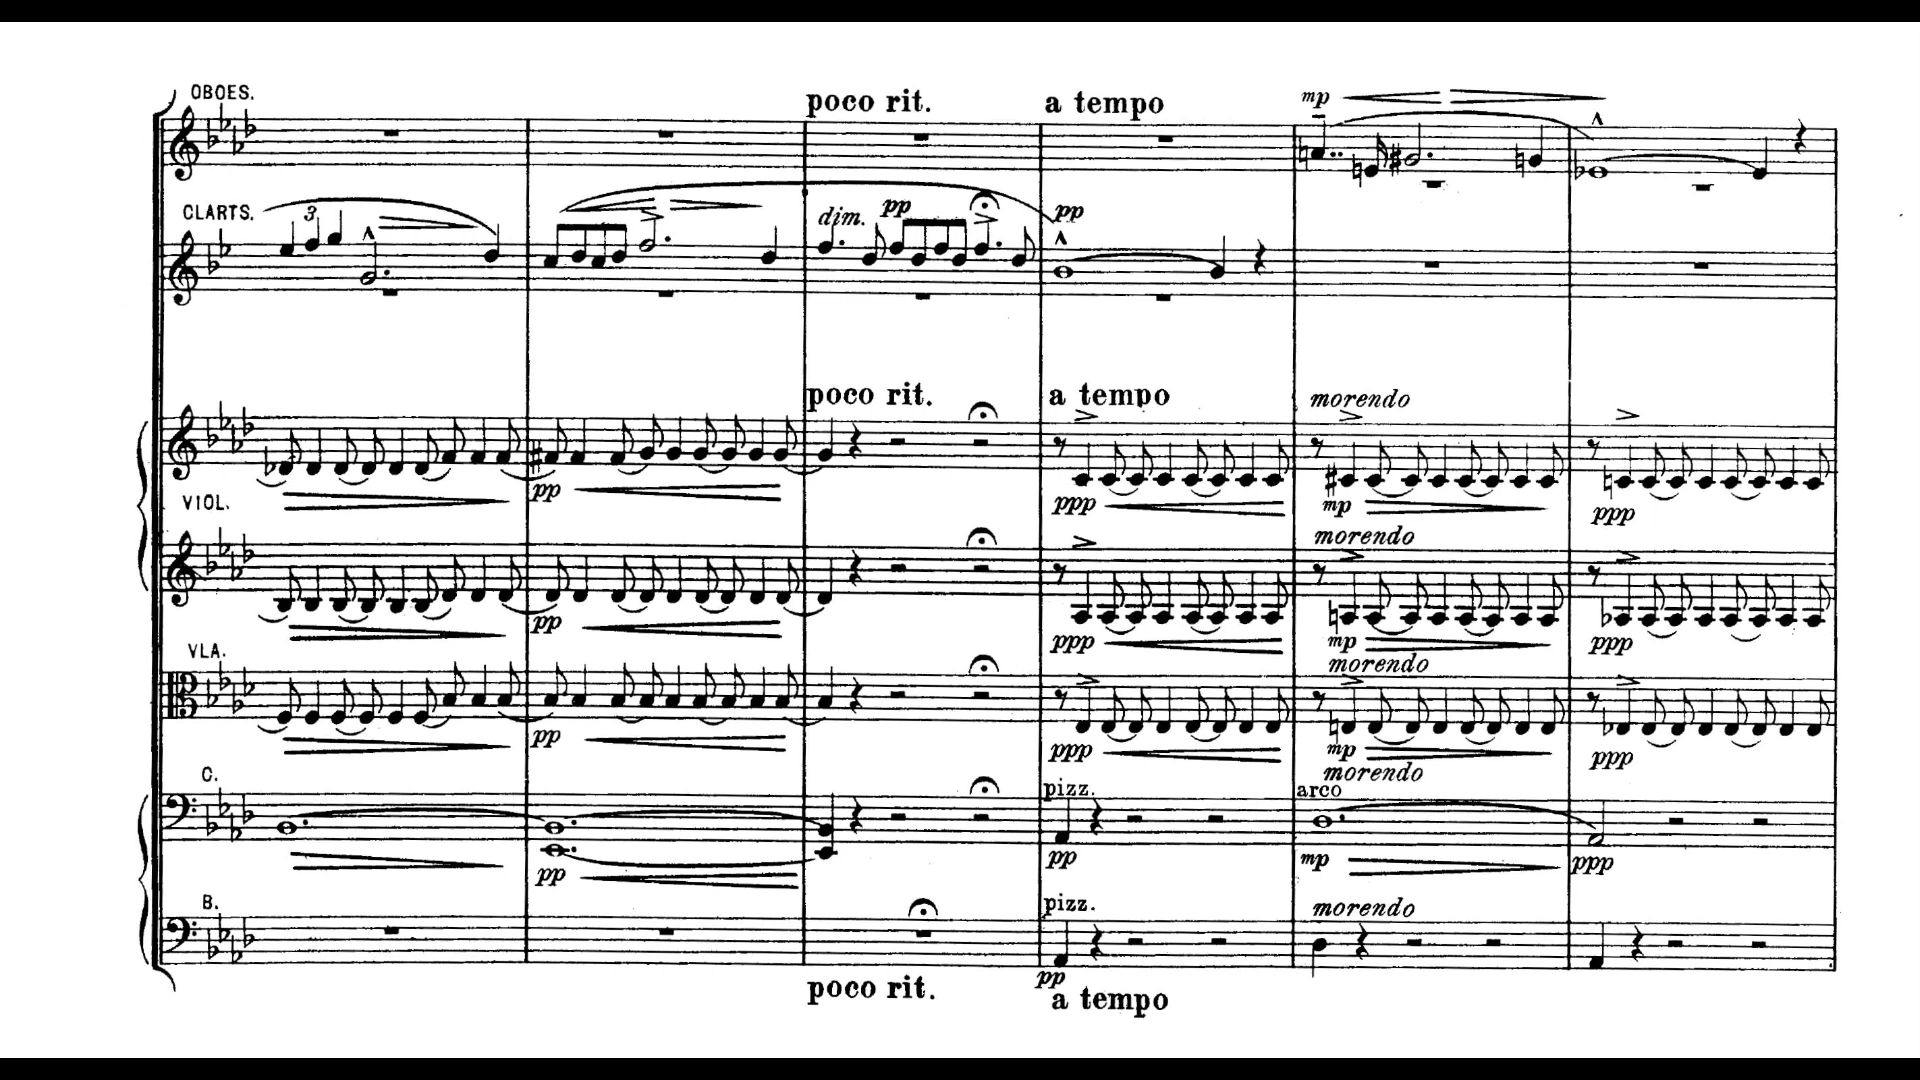 OBOES.
poco rit. a tempo mp
CLARTS. 3 dim. pp pp
poco rit. a tempo morendo
pp ppp mp ppp
VIOL.
morendo
pp ppp mp ppp
VLA. morendo
pp ppp mp ppp
morendo
C. pizz. arco
pp pp mp ppp
B. pizz. morendo
pp
poco rit. a tempo